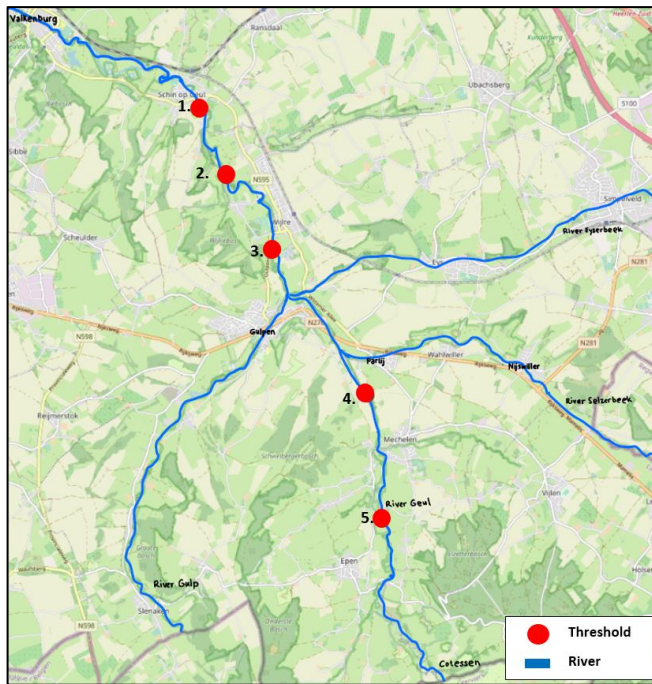 Valkenburg
Ransdaal
Schin op Geul
1.
Ubachsberg
S100
Sibbe
2.
N595
Simpelveld
Wijlre
River Eyserbeek
Scheulder
3.
Eys
N281
Gulpen
N278
N598
Partij
Wahlwiller
Nijswiller
N281
River Selzerbeek
Reijmerstok
4.
Mechelen
Vijlen
River Geul
5.
Epen
River Gulp
Slenaken
N598
Cotessen
Threshold
River